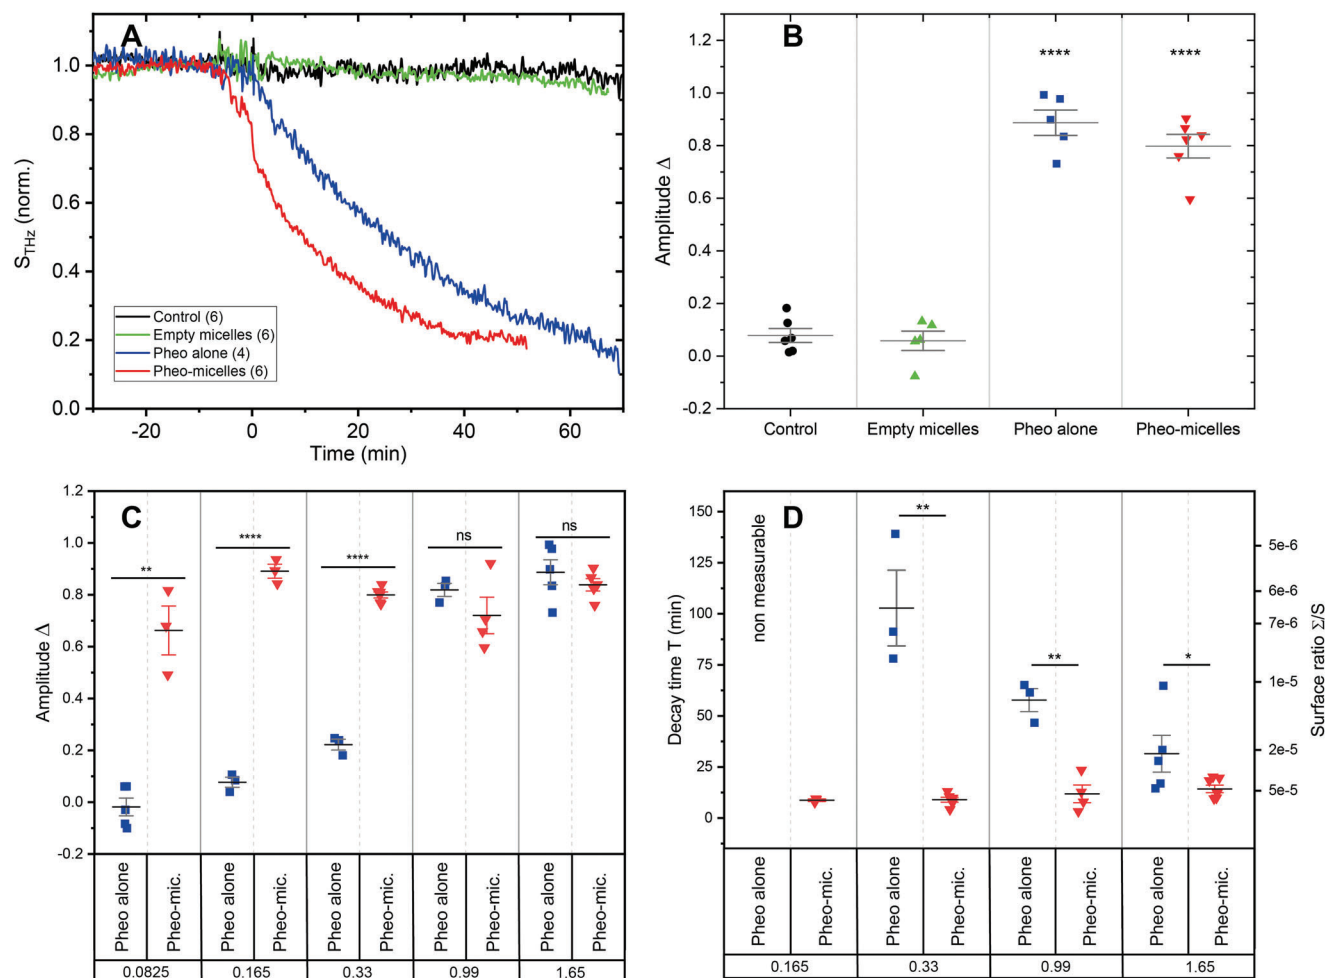 A
1.0
0.8
0.6
0.4
0.2
0.0
S_THz (norm.)
Control (6)
Empty micelles (6)
Pheo alone (4)
Pheo-micelles (6)
-20 0 20 40 60
Time (min)
B
1.2
1.0
0.8
0.6
0.4
0.2
0.0
-0.2
Amplitude Δ
****
****
Control Empty micelles Pheo alone Pheo-micelles
C
1.2
1.0
0.8
0.6
0.4
0.2
0.0
-0.2
Amplitude Δ
**
****
****
ns
ns
Pheo alone
Pheo-mic.
Pheo alone
Pheo-mic.
Pheo alone
Pheo-mic.
Pheo alone
Pheo-mic.
Pheo alone
Pheo-mic.
0.0825 0.165 0.33 0.99 1.65
D
150
125
100
75
50
25
0
Decay time T (min)
non measurable
**
**
*
5e-6
6e-6
7e-6
1e-5
2e-5
5e-5
Surface ratio Σ/S
Pheo alone
Pheo-mic.
Pheo alone
Pheo-mic.
Pheo alone
Pheo-mic.
Pheo alone
Pheo-mic.
0.165 0.33 0.99 1.65